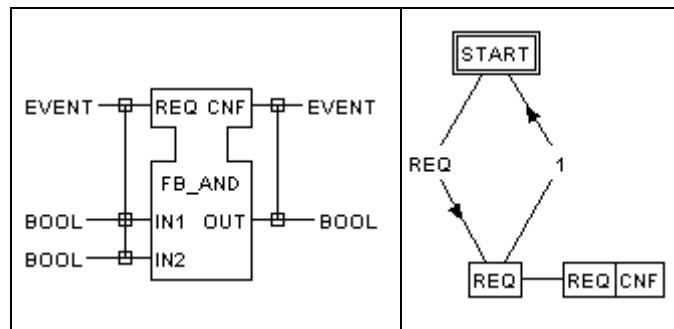 EVENT REQ CNF EVENT
FB_AND
BOOL IN1 OUT BOOL
BOOL IN2
START
REQ 1
REQ REQ CNF